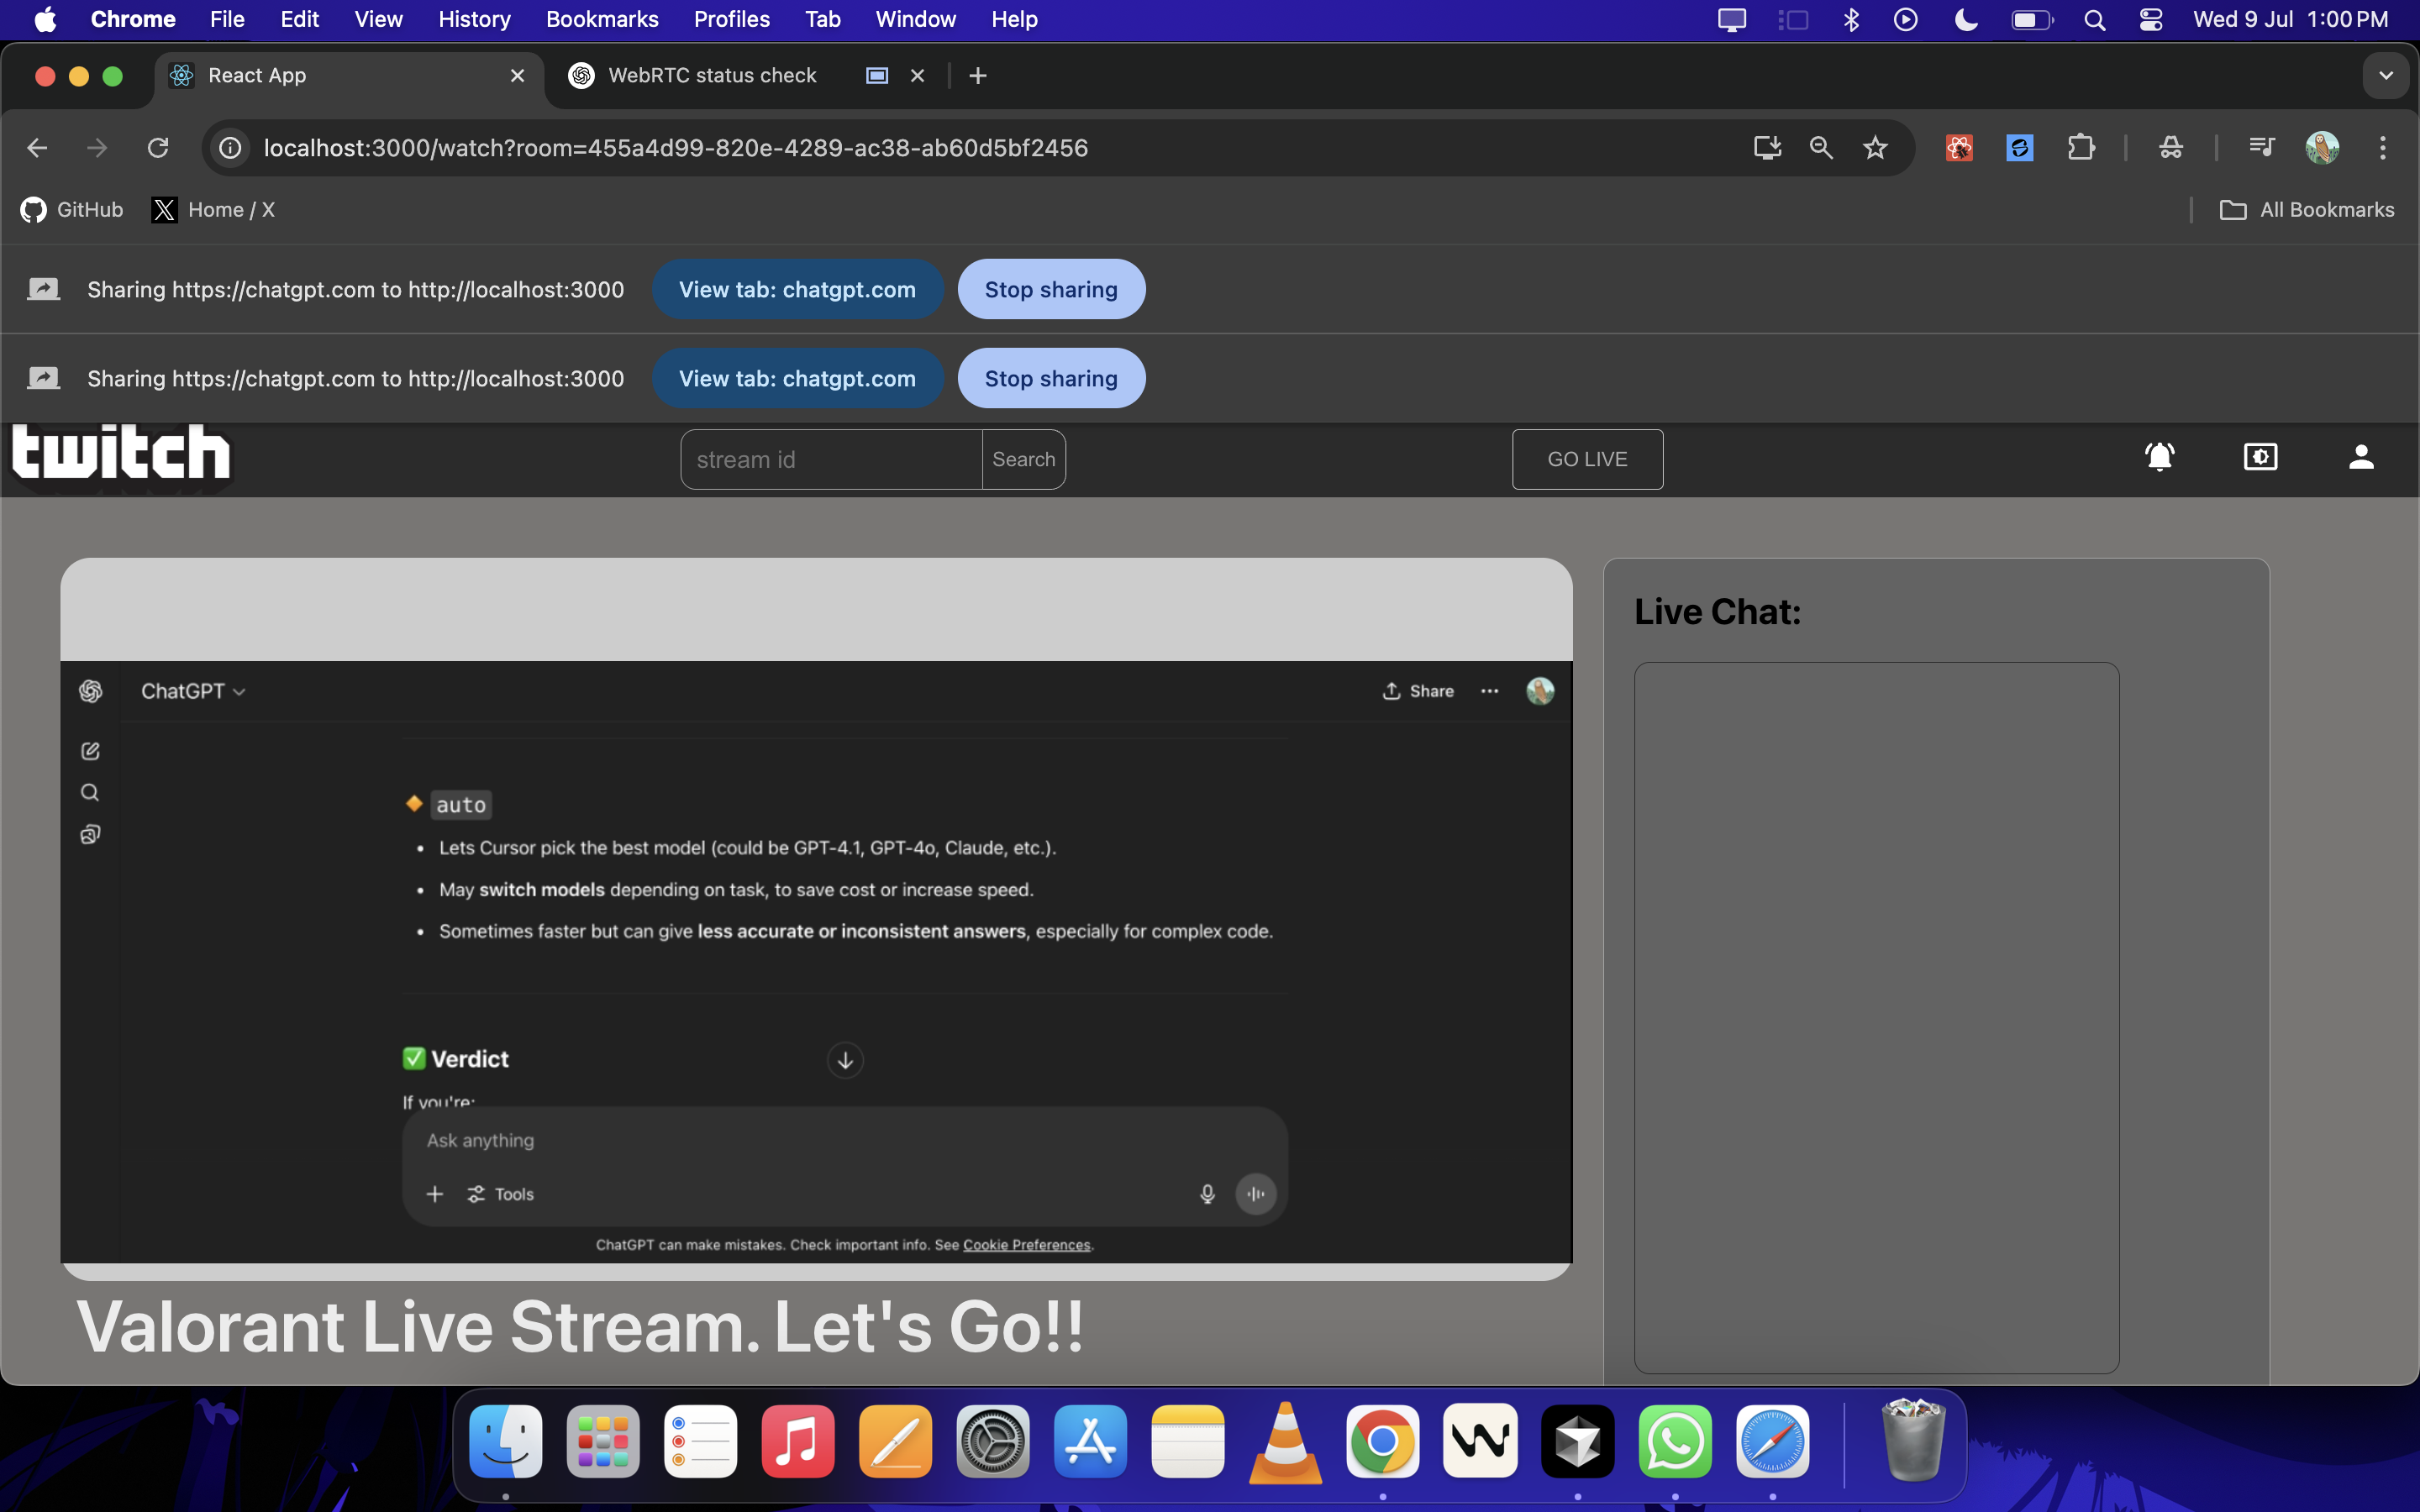 Chrome File Edit View History Bookmarks Profiles Tab Window Help Wed 9 Jul 1:00 PM
React App WebRTC status check
localhost:3000/watch?room=455a4d99-820e-4289-ac38-ab60d5bf2456
GitHub Home / X All Bookmarks
Sharing https://chatgpt.com to http://localhost:3000 View tab: chatgpt.com Stop sharing
Sharing https://chatgpt.com to http://localhost:3000 View tab: chatgpt.com Stop sharing
twitch stream id Search GO LIVE
Live Chat:
ChatGPT Share
auto
Lets Cursor pick the best model (could be GPT-4.1, GPT-4o, Claude, etc.).
May switch models depending on task, to save cost or increase speed.
Sometimes faster but can give less accurate or inconsistent answers, especially for complex code.
Verdict
If you're:
Ask anything
Tools
ChatGPT can make mistakes. Check important info. See Cookie Preferences.
Valorant Live Stream. Let's Go!!